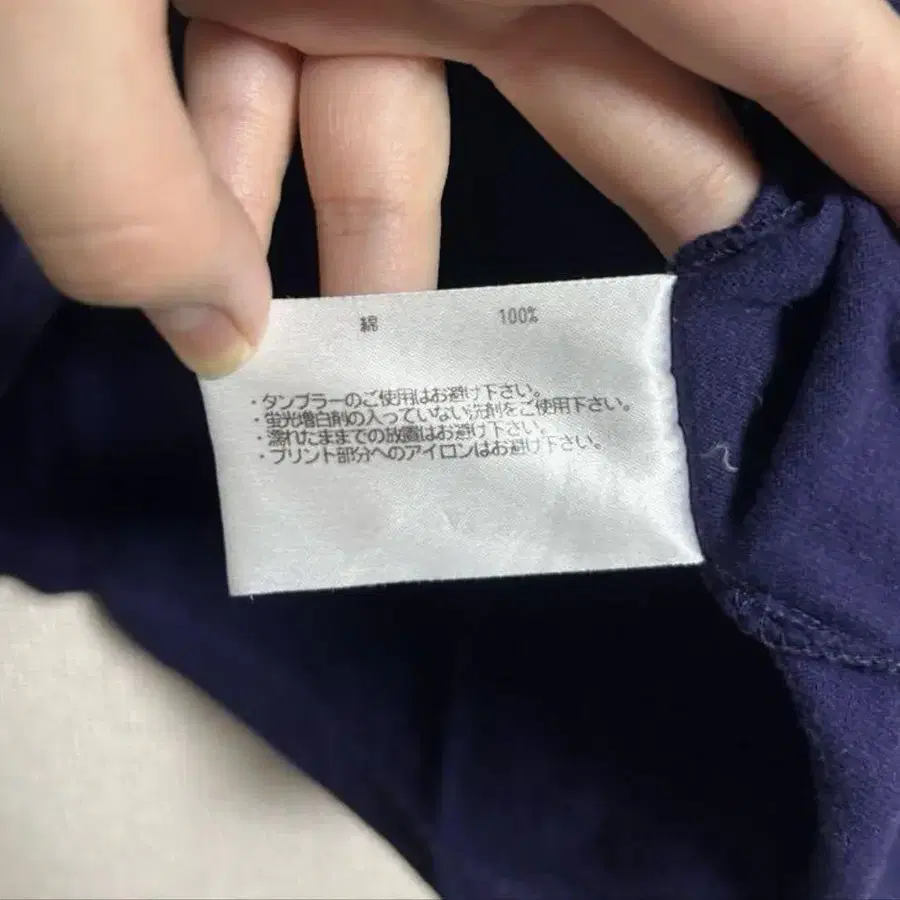 綿 100%
・タンブラーのご使用はお避け下さい。
・蛍光増白剤の入っていない洗剤をご使用下さい。
・濡れたままでの放置はお避け下さい。
・プリント部分へのアイロンはお避け下さい。